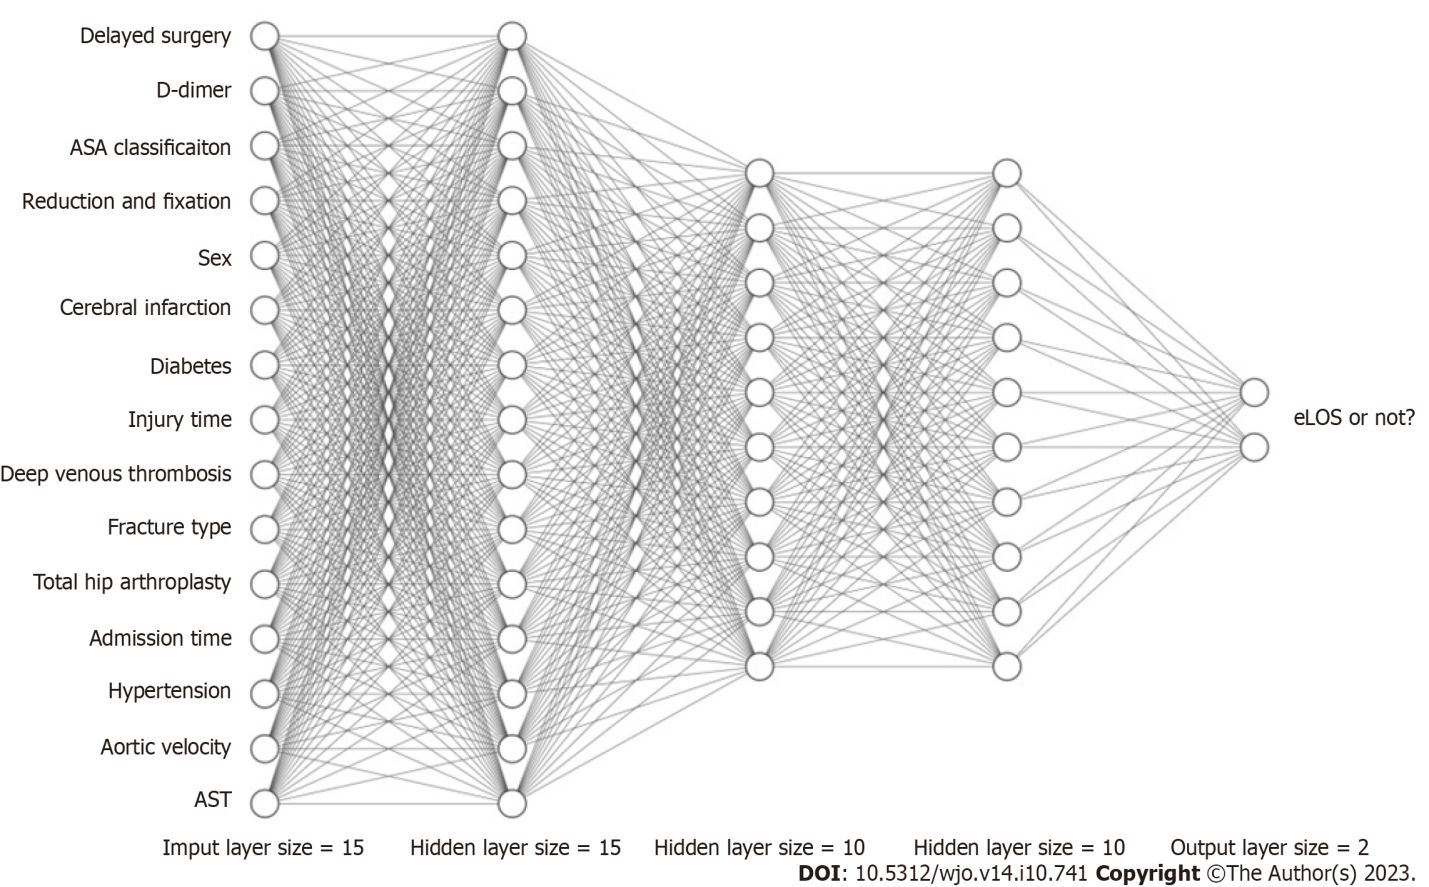 Delayed surgery
D-dimer
ASA classificaiton
Reduction and fixation
Sex
Cerebral infarction
Diabetes
Injury time
Deep venous thrombosis
Fracture type
Total hip arthroplasty
Admission time
Hypertension
Aortic velocity
AST
eLOS or not?
Imput layer size = 15 Hidden layer size = 15 Hidden layer size = 10 Hidden layer size = 10 Output layer size = 2
DOI: 10.5312/wjo.v14.i10.741 Copyright ©The Author(s) 2023.